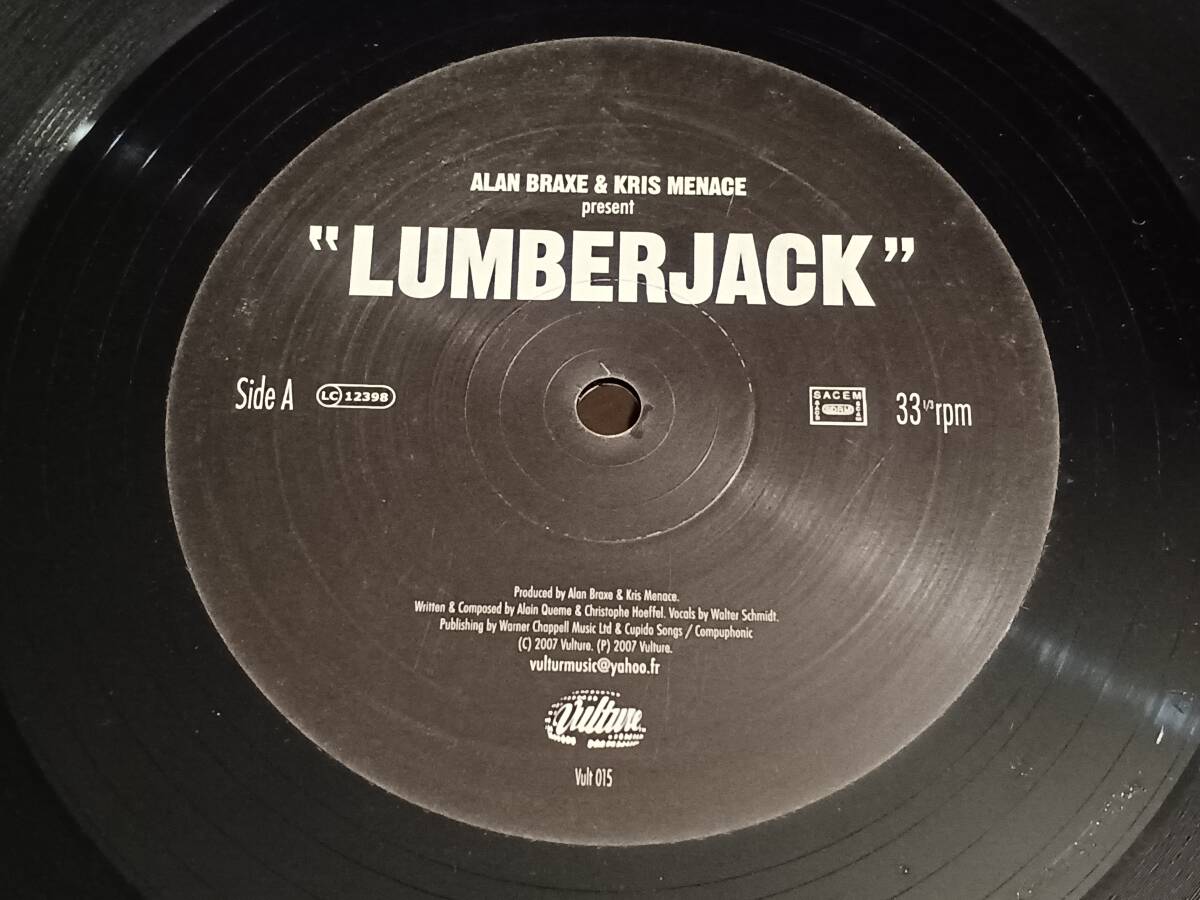 ALAN BRAXE & KRIS MENACE
present
"LUMBERJACK"
Side A
LC 12398
SACEM
33 1/3 rpm
Produced by Alan Braxe & Kris Menace.
Written & Composed by Alain Queme & Christophe Hoeffel. Vocals by Walter Schmidt.
Publishing by Warner Chappell Music Ltd & Cupido Songs / Compuphonic
(C) 2007 Vulture. (P) 2007 Vulture.
vulturmusic@yahoo.fr
Vulture
Vult 015